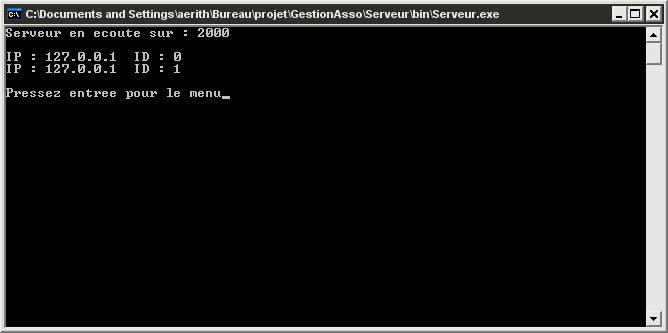 C:\Documents and Settings\aerith\Bureau\projet\GestionAsso\Serveur\bin\Serveur.exe
Serveur en ecoute sur : 2000
IP : 127.0.0.1 ID : 0
IP : 127.0.0.1 ID : 1
Pressez entree pour le menu_